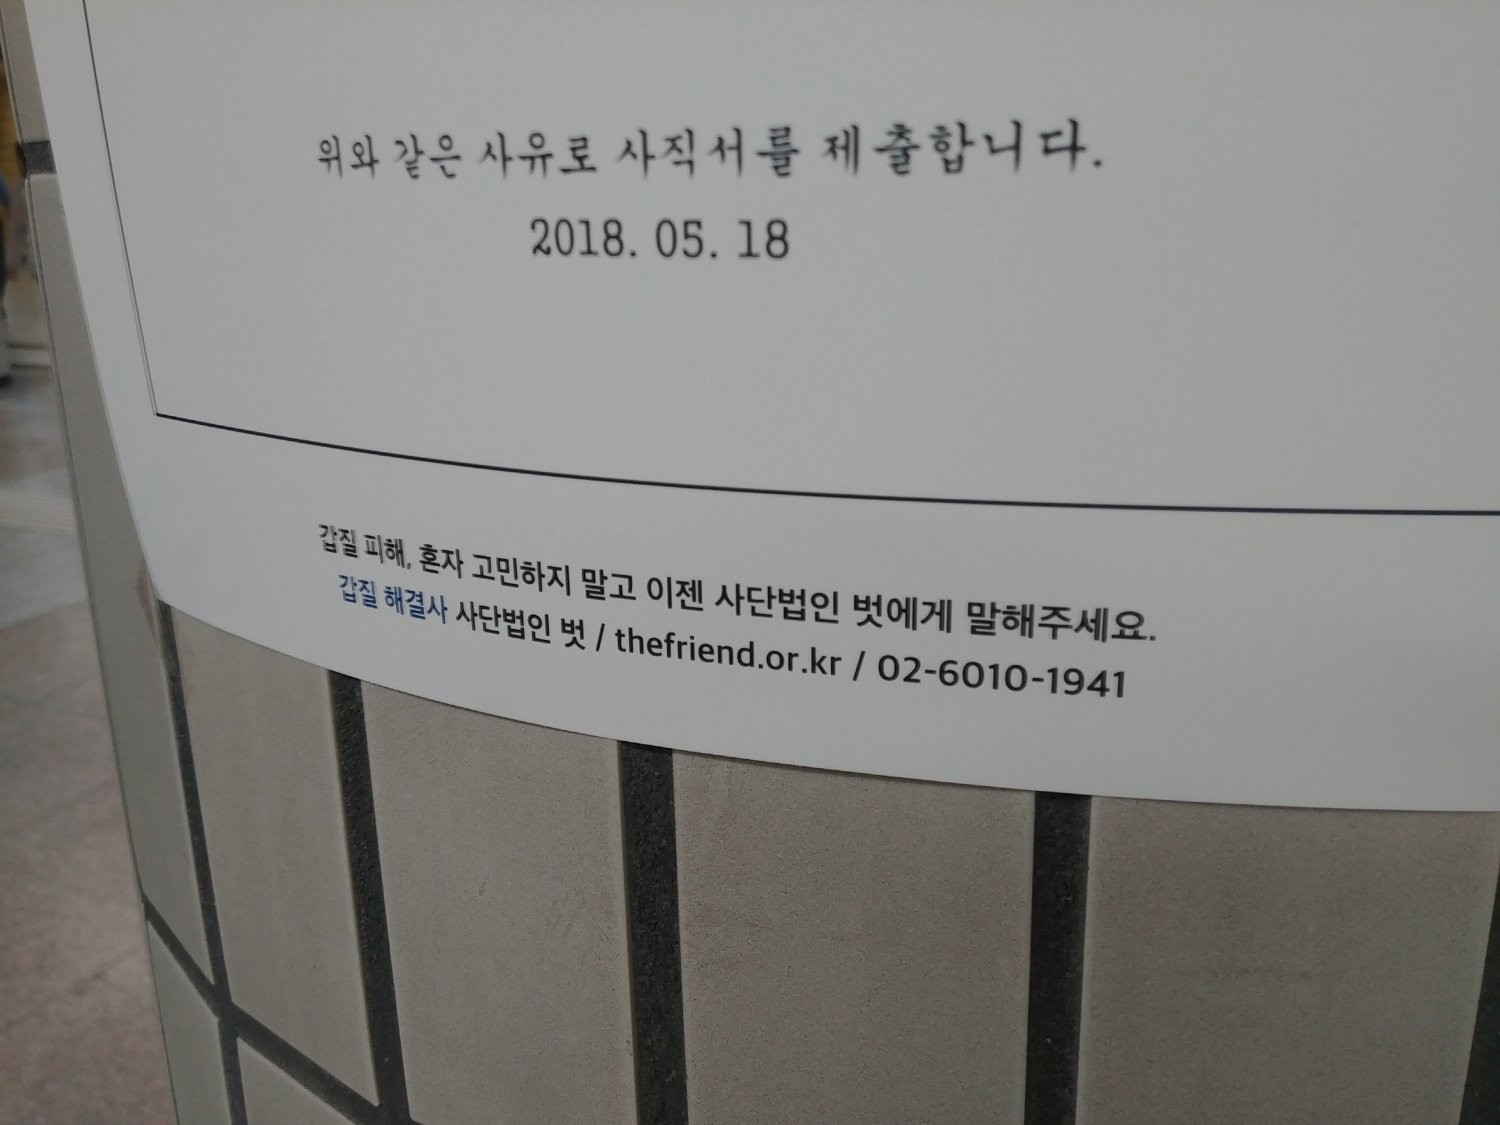 위와 같은 사유로 사직서를 제출합니다.
2018. 05. 18
갑질 피해, 혼자 고민하지 말고 이젠 사단법인 벗에게 말해주세요.
갑질 해결사 사단법인 벗 / thefriend.or.kr / 02-6010-1941